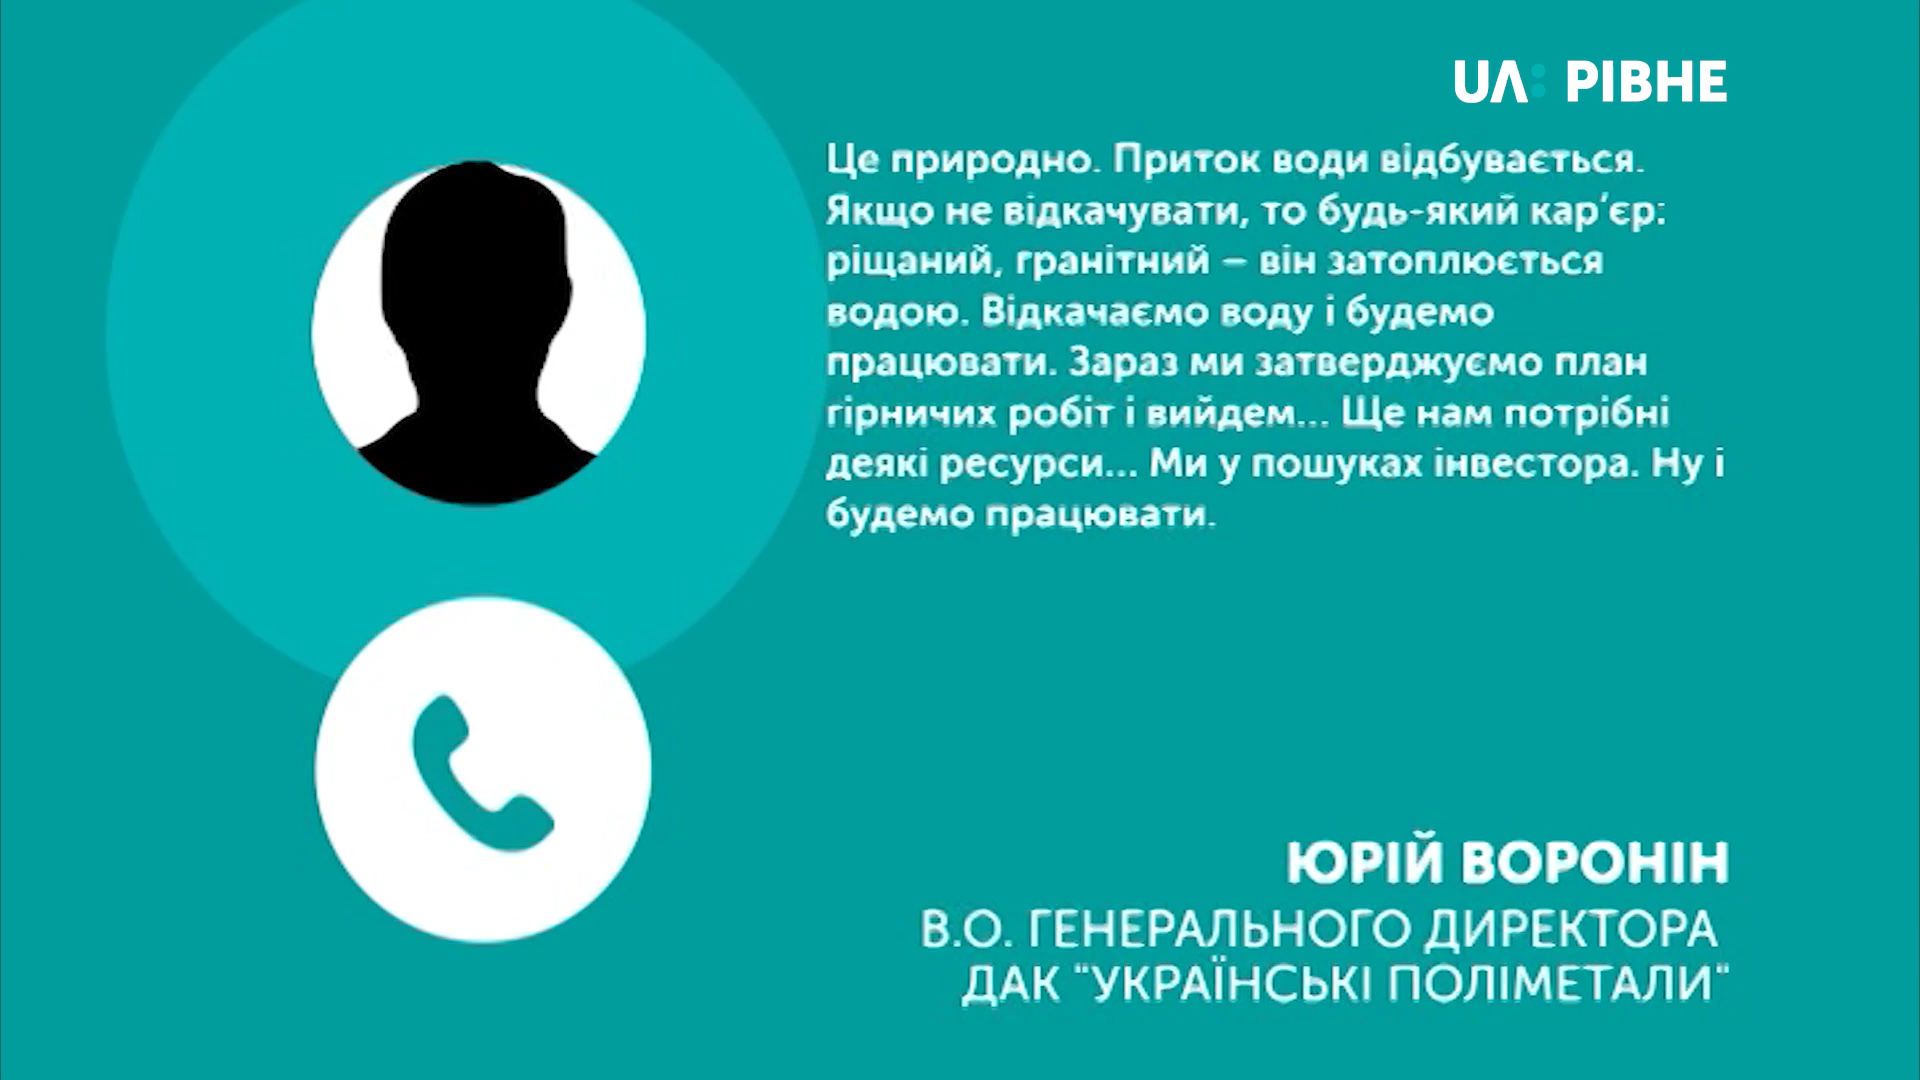 UA: РІВНЕ
Це природно. Приток води відбувається.
Якщо не відкачувати, то будь-який кар’єр:
ріщаний, гранітний – він затоплюється
водою. Відкачаємо воду і будемо
працювати. Зараз ми затверджуємо план
гірничих робіт і вийдем... Ще нам потрібні
деякі ресурси... Ми у пошуках інвестора. Ну і
будемо працювати.
ЮРІЙ ВОРОНІН
В.О. ГЕНЕРАЛЬНОГО ДИРЕКТОРА
ДАК "УКРАЇНСЬКІ ПОЛІМЕТАЛИ"